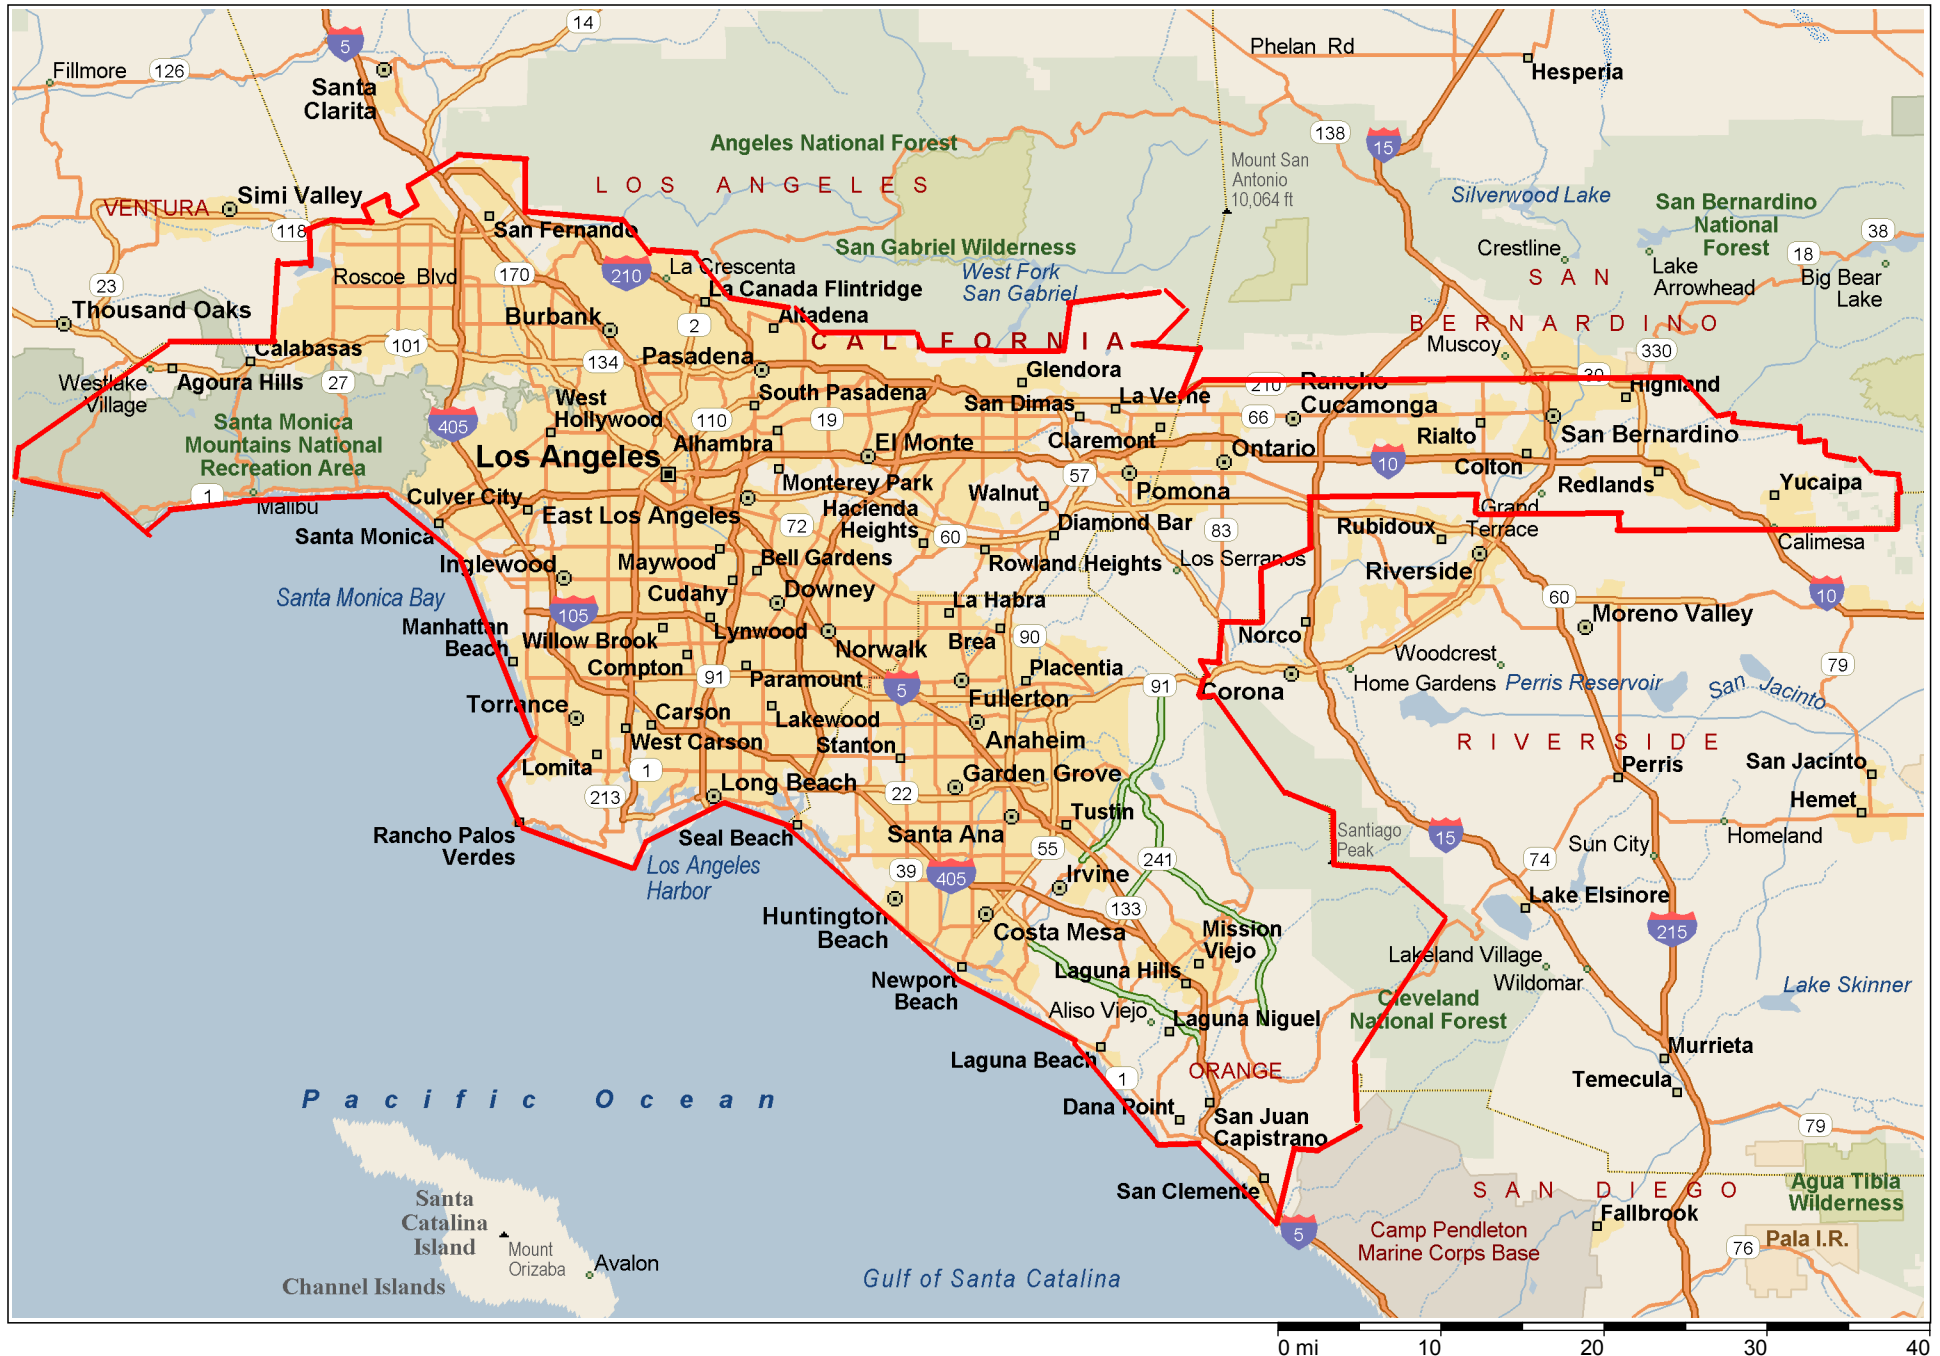 14
5
Phelan Rd
Fillmore
126
Hesperia
Santa
Clarita
138
15
Angeles National Forest
Mount San
Antonio
10,064 ft
LOS ANGELES
Simi Valley
VENTURA
Silverwood Lake
San Bernardino
National
Forest
118
San Fernando
38
San Gabriel Wilderness
Crestline
18
Roscoe Blvd
170
210
La Crescenta
West Fork
San Gabriel
SAN
Lake
Arrowhead
Big Bear
Lake
23
La Canada Flintridge
Thousand Oaks
Burbank
Altadena
2
BERNARDINO
CALIFORNIA
Calabasas
101
134
Pasadena
Muscoy
330
Westlake
Village
Agoura Hills
27
Glendora
210
Rancho
Cucamonga
30
Highland
South Pasadena
San Dimas
La Verne
West
Hollywood
110
19
66
405
Santa Monica
Mountains National
Recreation Area
Alhambra
El Monte
Claremont
Ontario
Rialto
San Bernardino
Los Angeles
10
Colton
57
Monterey Park
Walnut
Pomona
Redlands
Yucaipa
1
Malibu
Culver City
East Los Angeles
Hacienda
Heights
Grand
Terrace
Santa Monica
72
60
Diamond Bar
83
Rubidoux
Calimesa
Inglewood
Maywood
Bell Gardens
Rowland Heights
Los Serranos
Riverside
Santa Monica Bay
105
Cudahy
Downey
La Habra
60
10
Manhattan
Beach
Willow Brook
Lynwood
Norwalk
Brea
90
Norco
Moreno Valley
Compton
91
Paramount
5
Placentia
91
Woodcrest
79
Home Gardens
Perris Reservoir
San Jacinto
Torrance
Carson
Lakewood
Fullerton
Corona
West Carson
Stanton
Anaheim
RIVERSIDE
Lomita
1
Long Beach
Garden Grove
Perris
San Jacinto
213
22
Hemet
Rancho Palos
Verdes
Seal Beach
Santa Ana
Tustin
Santiago
Peak
15
Homeland
Los Angeles
Harbor
55
241
74
Sun City
39
405
Irvine
Lake Elsinore
Huntington
Beach
133
Costa Mesa
Mission
Viejo
215
Newport
Beach
Laguna Hills
Lakeland Village
Wildomar
Lake Skinner
Aliso Viejo
Laguna Niguel
Cleveland
National Forest
Laguna Beach
ORANGE
Murrieta
1
Temecula
Pacific Ocean
Dana Point
San Juan
Capistrano
79
San Clemente
SAN DIEGO
Agua Tibia
Wilderness
Santa
Catalina
Island
5
Camp Pendleton
Marine Corps Base
Fallbrook
76
Pala I.R.
Mount
Orizaba
Avalon
Channel Islands
Gulf of Santa Catalina
0 mi 10 20 30 40